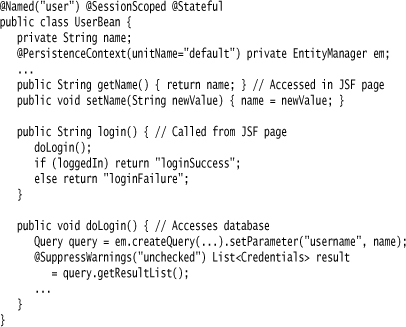 @Named("user") @SessionScoped @Stateful
public class UserBean {
   private String name;
   @PersistenceContext(unitName="default") private EntityManager em;
   ...
   public String getName() { return name; } // Accessed in JSF page
   public void setName(String newValue) { name = newValue; }

   public String login() { // Called from JSF page
      doLogin();
      if (loggedIn) return "loginSuccess";
      else return "loginFailure";
   }

   public void doLogin() { // Accesses database
      Query query = em.createQuery(...).setParameter("username", name);
      @SuppressWarnings("unchecked") List<Credentials> result
         = query.getResultList();
      ...
   }
}